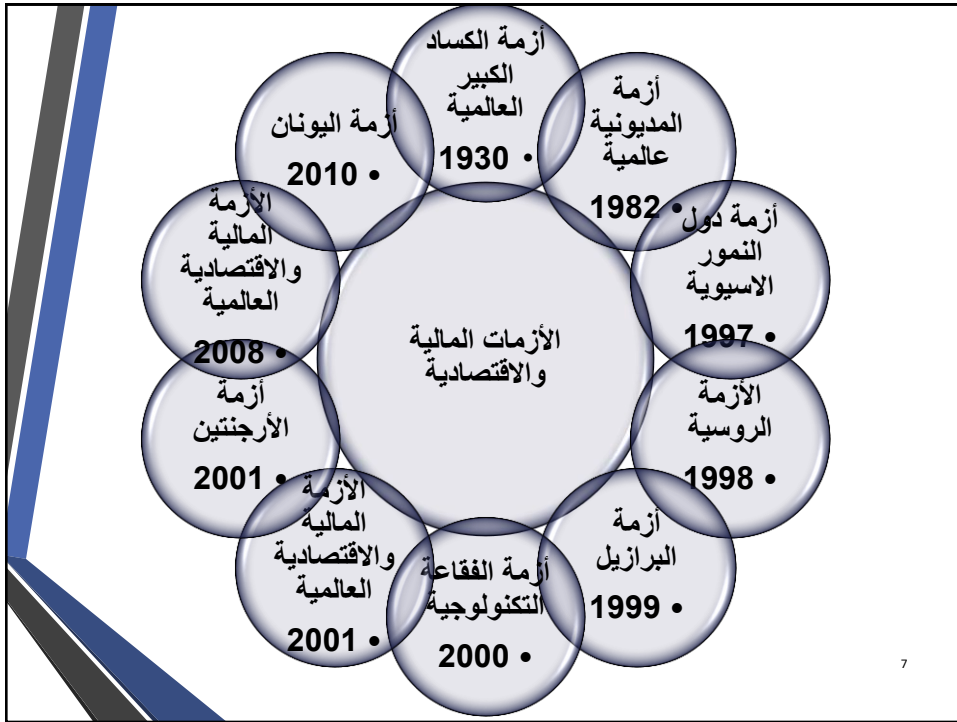 الأزمات المالية
والاقتصادية
أزمة الكساد
الكبير
العالمية
• 1930
أزمة
المديونية
عالمية
• 1982
أزمة دول
النمور
الاسيوية
• 1997
الأزمة
الروسية
• 1998
أزمة
البرازيل
• 1999
أزمة الفقاعة
التكنولوجية
• 2000
الأزمة
المالية
والاقتصادية
العالمية
• 2001
أزمة
الأرجنتين
• 2001
الأزمة
المالية
والاقتصادية
العالمية
• 2008
أزمة اليونان
• 2010
7